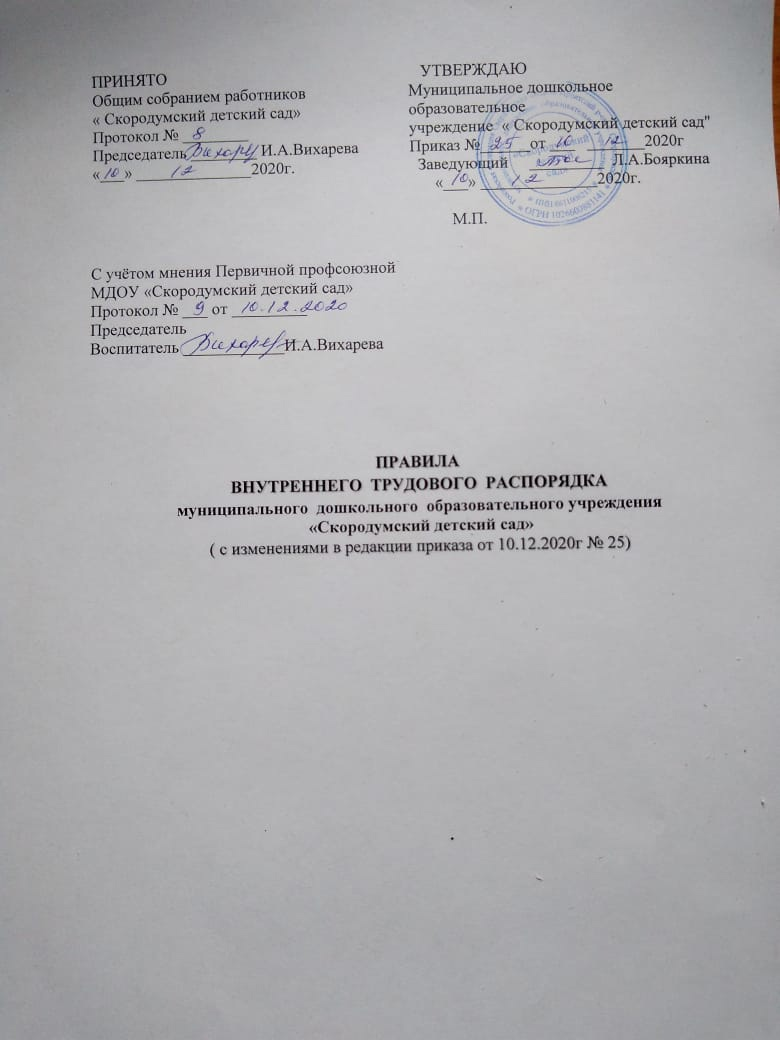 ПРИНЯТО
Общим собранием работников
« Скородумский детский сад»
Протокол № 8
Председатель Вихарев И.А.Вихарева
«10» 12 2020г.
УТВЕРЖДАЮ
Муниципальное дошкольное
образовательное
учреждение « Скородумский детский сад"
Приказ № 25 от 10 12 2020г
Заведующий Л.А.Бояркина
«10» 12 2020г.
М.П.
С учётом мнения Первичной профсоюзной
МДОУ «Скородумский детский сад»
Протокол № 9 от 10.12.2020
Председатель
Воспитатель Вихарев И.А.Вихарева
ПРАВИЛА
ВНУТРЕННЕГО ТРУДОВОГО РАСПОРЯДКА
муниципального дошкольного образовательного учреждения
«Скородумский детский сад»
( с изменениями в редакции приказа от 10.12.2020г № 25)